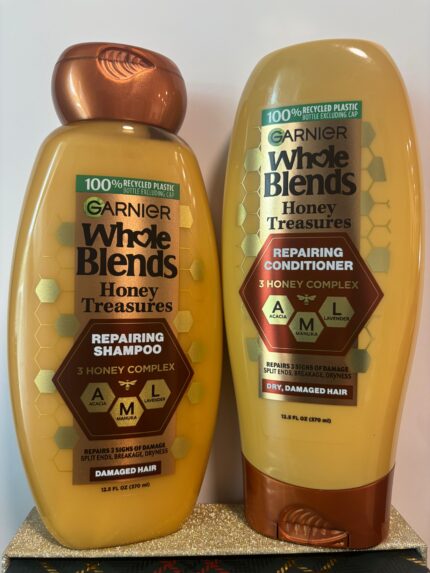 100% RECYCLED PLASTIC
BOTTLE EXCLUDING CAP
GARNIER
Whole
Blends
Honey
Treasures
REPAIRING
SHAMPOO
3 HONEY COMPLEX
A
ACACIA
M
MANUKA
L
LAVENDER
REPAIRS 3 SIGNS OF DAMAGE
SPLIT ENDS, BREAKAGE, DRYNESS
DAMAGED HAIR
12.5 FL OZ (370 ml)
100% RECYCLED PLASTIC
BOTTLE EXCLUDING CAP
GARNIER
Whole
Blends
Honey
Treasures
REPAIRING
CONDITIONER
3 HONEY COMPLEX
A
ACACIA
M
MANUKA
L
LAVENDER
REPAIRS 3 SIGNS OF DAMAGE
SPLIT ENDS, BREAKAGE, DRYNESS
DRY, DAMAGED HAIR
12.5 FL OZ (370 ml)